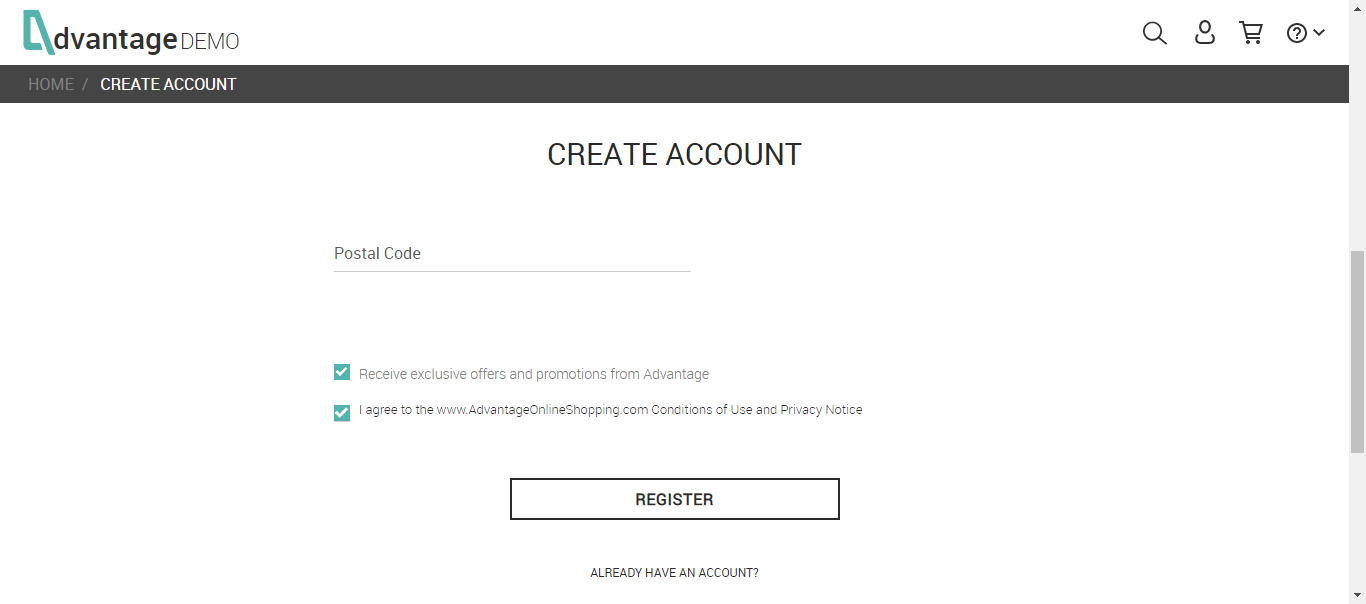 dvantage DEMO
HOME / CREATE ACCOUNT
CREATE ACCOUNT
Postal Code
Receive exclusive offers and promotions from Advantage
I agree to the www.AdvantageOnlineShopping.com Conditions of Use and Privacy Notice
REGISTER
ALREADY HAVE AN ACCOUNT?